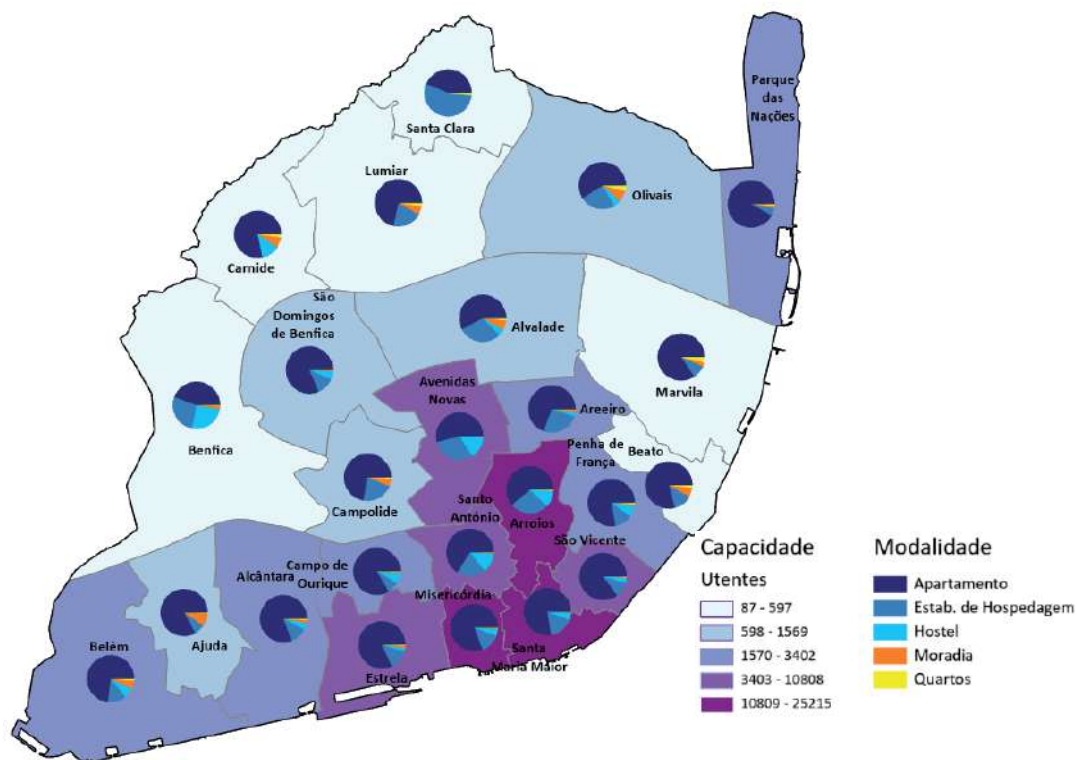 Parque
das
Nações
Santa Clara
Lumiar
Olivais
Carnide
São
Domingos
de Benfica
Alvalade
Avenidas
Novas
Marvila
Areeiro
Benfica
Penha de
França
Beato
Campolide
Santo
António
Arroios
São Vicente
Campo de
Ourique
Alcântara
Misericórdia
Belém
Ajuda
Estrela
Santa
Maria Maior
Capacidade
Utentes
87 - 597
598 - 1569
1570 - 3402
3403 - 10808
10809 - 25215
Modalidade
Apartamento
Estab. de Hospedagem
Hostel
Moradia
Quartos